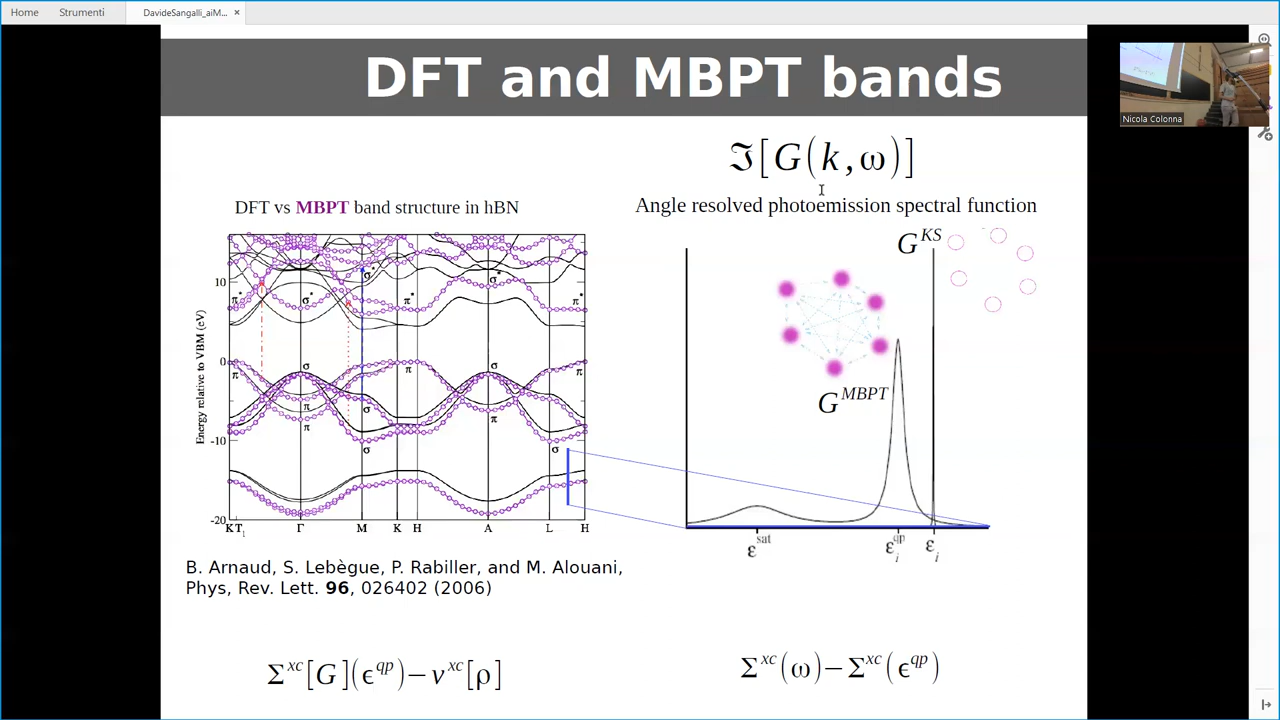 Home
Strumenti
DavideSangalli_aiM...
×
DFT and MBPT bands
ℑ[G(k,ω)]
Nicola Colonna
DFT vs MBPT band structure in hBN
Angle resolved photoemission spectral function
G^KS
G^MBPT
Energy relative to VBM (eV)
10
0
-10
-20
π*
σ*
σ*
π*
σ*
π*
π
σ
π
π
σ
σ
π
σ
π
σ
π
K T₁ Γ M K H A L H
ε^sat
ε_i^qp
ε_i
B. Arnaud, S. Lebègue, P. Rabiller, and M. Alouani,
Phys, Rev. Lett. 96, 026402 (2006)
Σ^xc[G](ϵ^qp)−v^xc[ρ]
Σ^xc(ω)−Σ^xc(ϵ^qp)